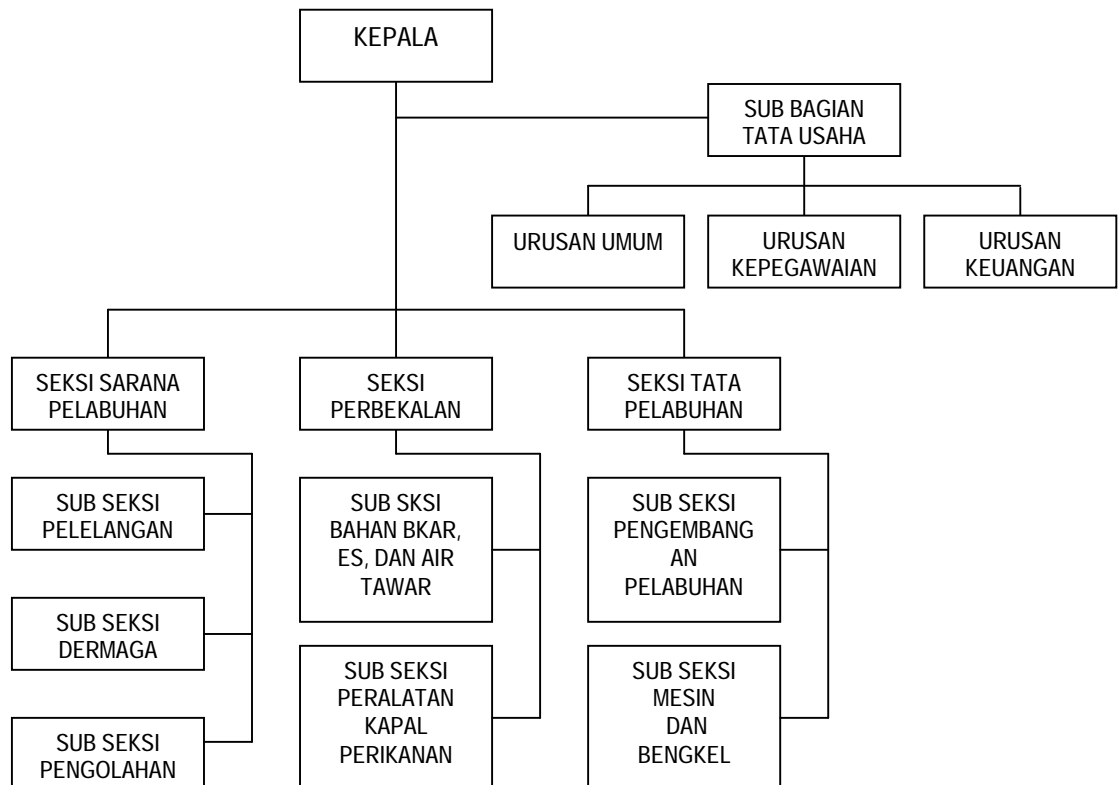 KEPALA
SUB BAGIAN
TATA USAHA
URUSAN UMUM
URUSAN
KEPEGAWAIAN
URUSAN
KEUANGAN
SEKSI SARANA
PELABUHAN
SEKSI
PERBEKALAN
SEKSI TATA
PELABUHAN
SUB SEKSI
PELELANGAN
SUB SEKSI
DERMAGA
SUB SEKSI
PENGOLAHAN
SUB SKSI
BAHAN BKAR,
ES, DAN AIR
TAWAR
SUB SEKSI
PERALATAN
KAPAL
PERIKANAN
SUB SEKSI
PENGEMBANG
AN
PELABUHAN
SUB SEKSI
MESIN
DAN
BENGKEL